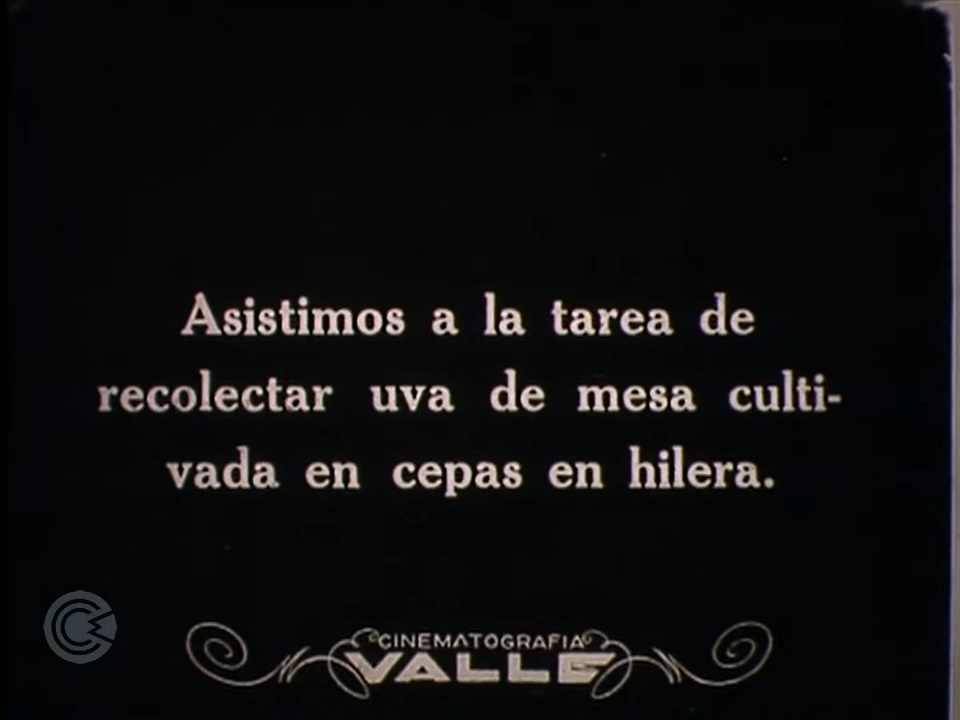 Asistimos a la tarea de
recolectar uva de mesa culti-
vada en cepas en hilera.
CINEMATOGRAFIA
VALLE